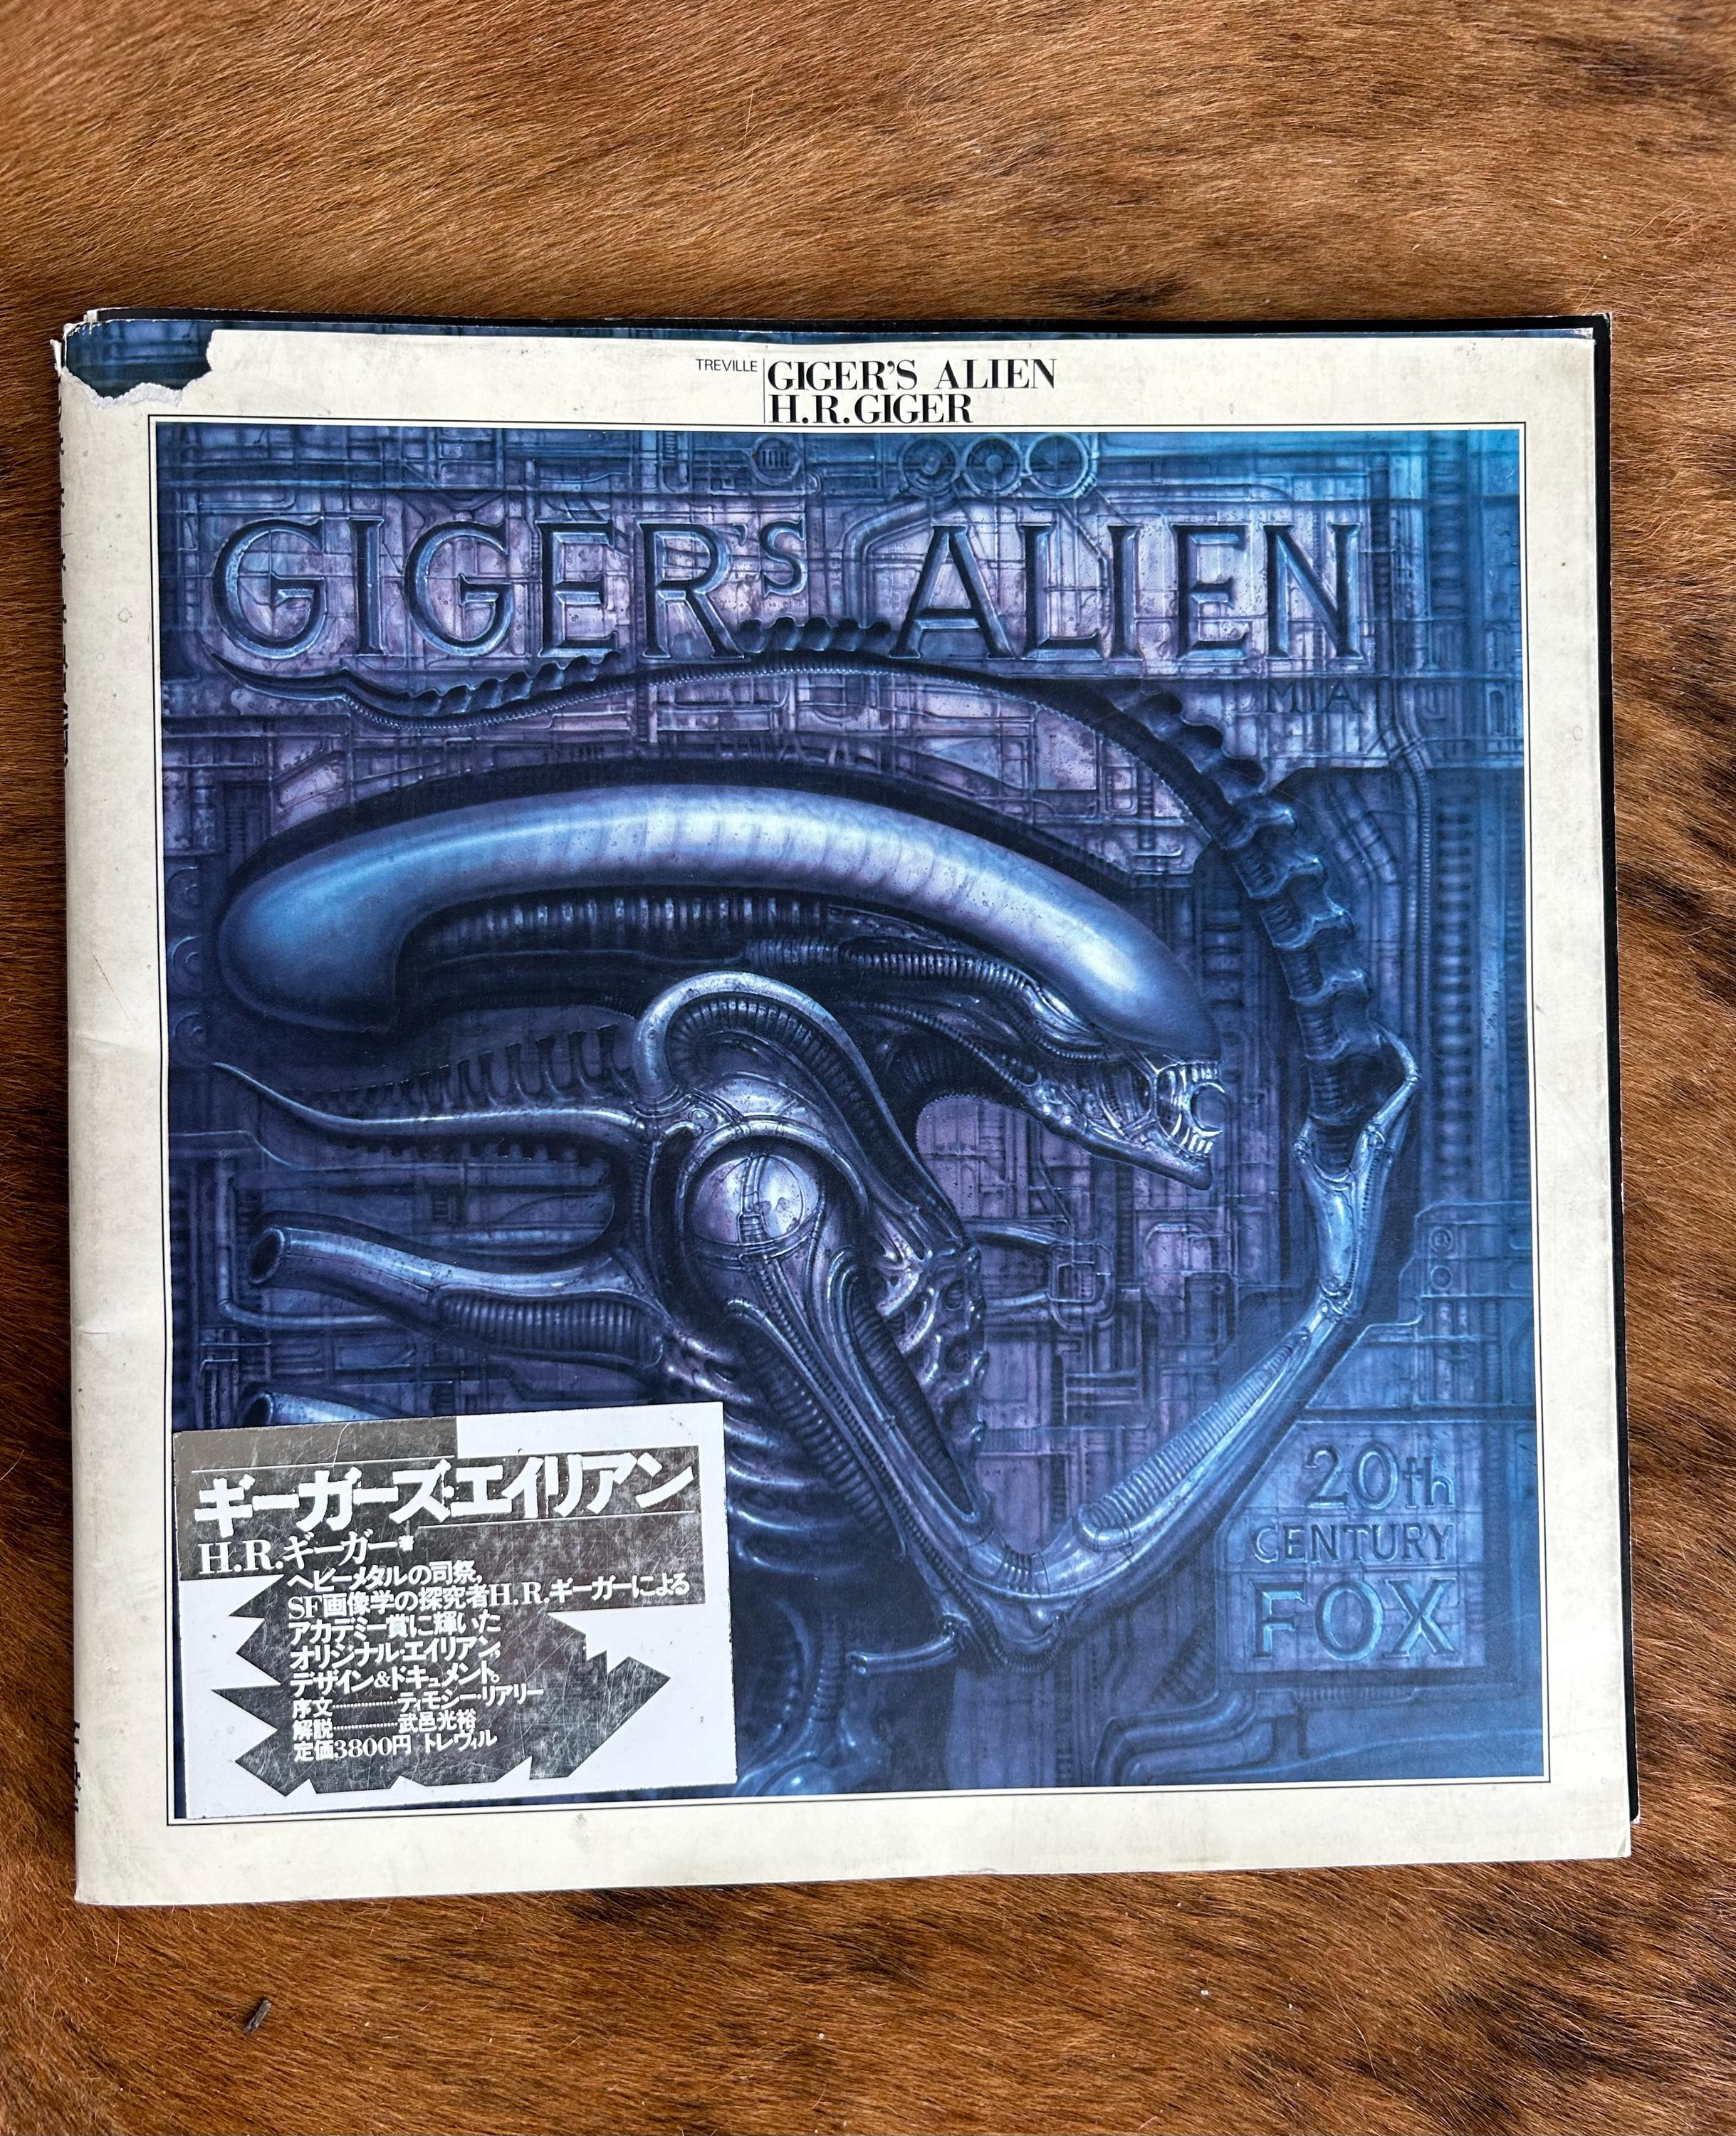 TREVILLE GIGER'S ALIEN
H.R.GIGER
GIGER'S ALIEN
MIA
20th
CENTURY
FOX
ギーガーズ・エイリアン
H.R.ギーガー
ヘビーメタルの司祭,
SF画像学の探究者H.R.ギーガーによる
アカデミー賞に輝いた
オリジナル・エイリアン,
デザイン&ドキュメント。
序文………………ティモシー・リアリー
解説………………武邑光裕
定価3800円 トレヴィル